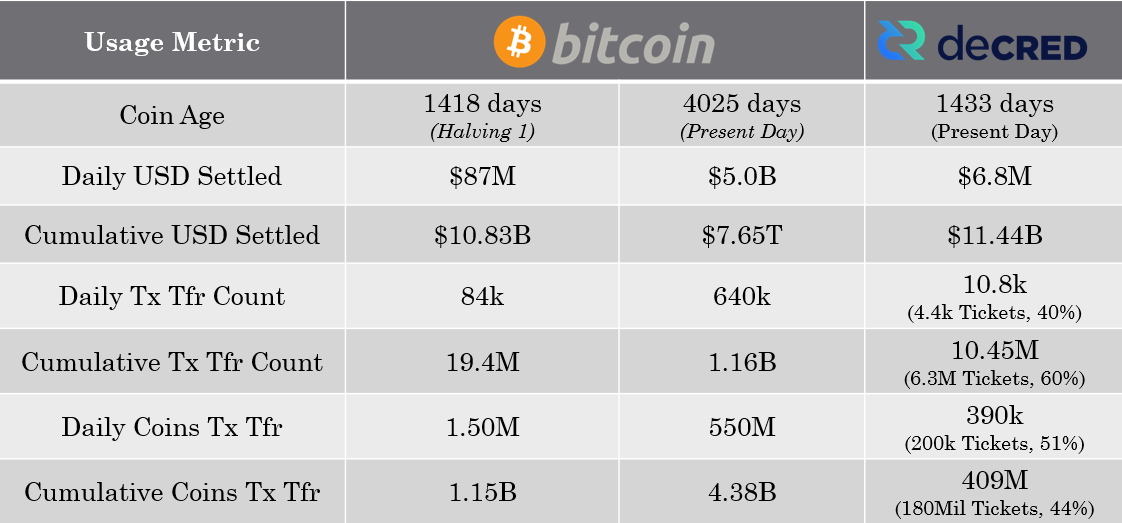 Usage Metric
bitcoin
deCRED
Coin Age
1418 days
(Halving 1)
4025 days
(Present Day)
1433 days
(Present Day)
Daily USD Settled
$87M
$5.0B
$6.8M
Cumulative USD Settled
$10.83B
$7.65T
$11.44B
Daily Tx Tfr Count
84k
640k
10.8k
(4.4k Tickets, 40%)
Cumulative Tx Tfr Count
19.4M
1.16B
10.45M
(6.3M Tickets, 60%)
Daily Coins Tx Tfr
1.50M
550M
390k
(200k Tickets, 51%)
Cumulative Coins Tx Tfr
1.15B
4.38B
409M
(180Mil Tickets, 44%)